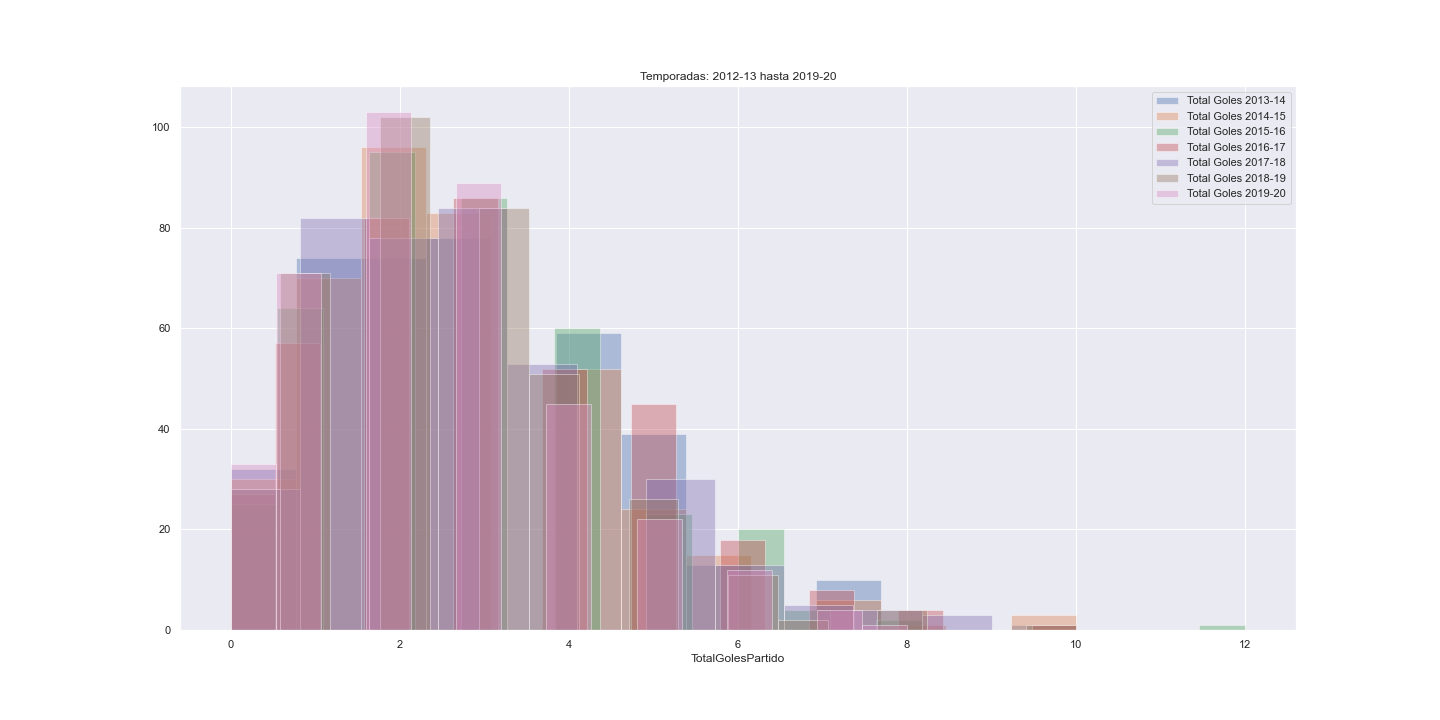 Temporadas: 2012-13 hasta 2019-20
Total Goles 2013-14
Total Goles 2014-15
Total Goles 2015-16
Total Goles 2016-17
Total Goles 2017-18
Total Goles 2018-19
Total Goles 2019-20
100
80
60
40
20
0
0 2 4 6 8 10 12
TotalGolesPartido